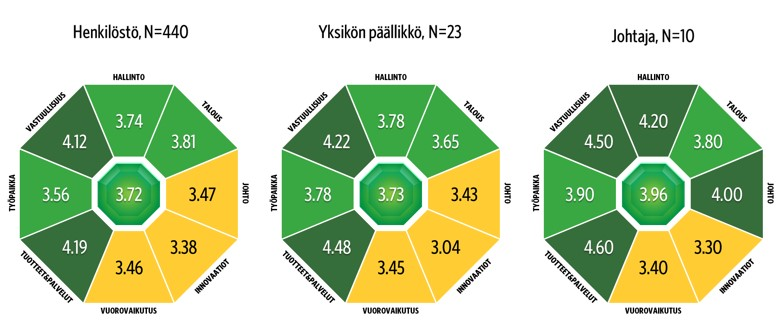 Henkilöstö, N=440
HALLINTO
TALOUS
JOHTO
INNOVAATIOT
VUOROVAIKUTUS
TUOTTEET&PALVELUT
TYÖPAIKKA
VASTUULLISUUS
3.74
3.81
3.47
3.38
3.46
4.19
3.56
4.12
3.72
Yksikön päällikkö, N=23
HALLINTO
TALOUS
JOHTO
INNOVAATIOT
VUOROVAIKUTUS
TUOTTEET&PALVELUT
TYÖPAIKKA
VASTUULLISUUS
3.78
3.65
3.43
3.04
3.45
4.48
3.78
4.22
3.73
Johtaja, N=10
HALLINTO
TALOUS
JOHTO
INNOVAATIOT
VUOROVAIKUTUS
TUOTTEET&PALVELUT
TYÖPAIKKA
VASTUULLISUUS
4.20
3.80
4.00
3.30
3.40
4.60
3.90
4.50
3.96